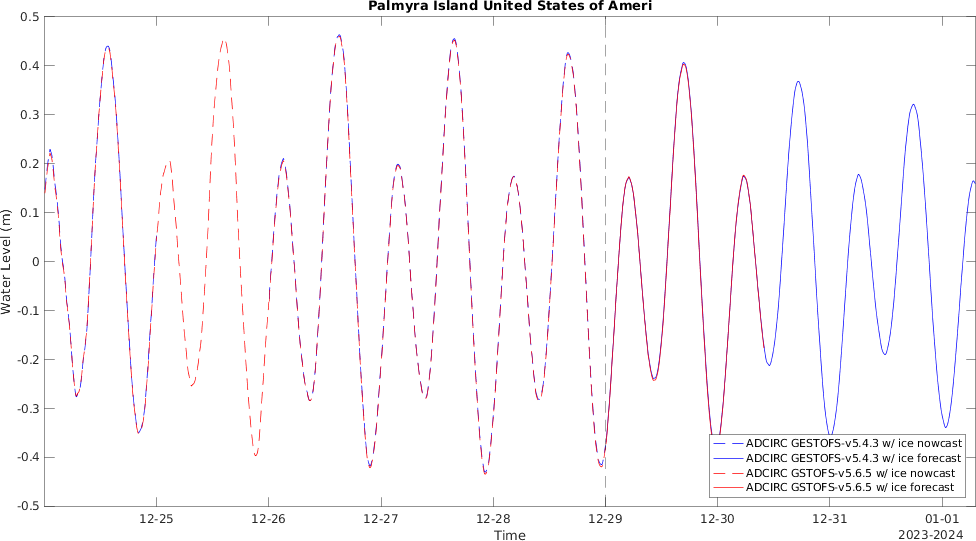 Palmyra Island United States of Ameri
0.5
0.4
0.3
0.2
0.1
0
-0.1
-0.2
-0.3
-0.4
-0.5
Water Level (m)
ADCIRC GESTOFS-v5.4.3 w/ ice nowcast
ADCIRC GESTOFS-v5.4.3 w/ ice forecast
ADCIRC GSTOFS-v5.6.5 w/ ice nowcast
ADCIRC GSTOFS-v5.6.5 w/ ice forecast
12-25 12-26 12-27 12-28 12-29 12-30 12-31 01-01
Time
2023-2024